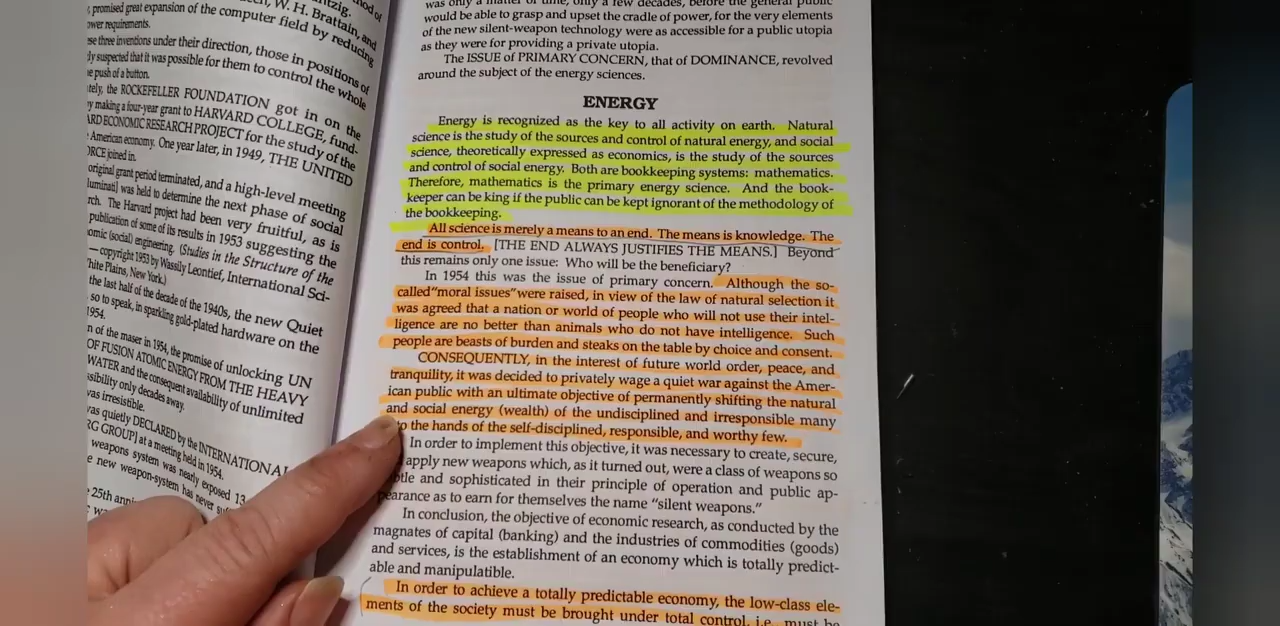 W. H. Brattain, and
promised great expansion of the computer field by reducing
power requirements.
these three inventions under their direction, those in positions of
suspected that it was possible for them to control the whole
push of a button.
the ROCKEFELLER FOUNDATION got in on the
making a four-year grant to HARVARD COLLEGE, fund-
ECONOMIC RESEARCH PROJECT for the study of the
American economy. One year later, in 1949, THE UNITED
joined in.
original grant period terminated, and a high-level meeting
was held to determine the next phase of social
The Harvard project had been very fruitful, as is
publication of some of its results in 1953 suggesting the
(social) engineering. (Studies in the Structure of the
— copyright 1953 by Wassily Leontief, International Sci-
Plains, New York.)
the last half of the decade of the 1940s, the new Quiet
so to speak, in sparkling gold-plated hardware on the
1954.
of the maser in 1954, the promise of unlocking UN
OF FUSION ATOMIC ENERGY FROM THE HEAVY
WATER and the consequent availability of unlimited
only decades away.
was irresistible.
was quietly DECLARED by the INTERNATIONAL
GROUP] at a meeting held in 1954.
weapons system was nearly exposed 13
new weapon-system has never
25th
was only a matter of time, only a few decades, before the general public
would be able to grasp and upset the cradle of power, for the very elements
of the new silent-weapon technology were as accessible for a public utopia
as they were for providing a private utopia.
The ISSUE of PRIMARY CONCERN, that of DOMINANCE, revolved
around the subject of the energy sciences.
ENERGY
Energy is recognized as the key to all activity on earth. Natural
science is the study of the sources and control of natural energy, and social
science, theoretically expressed as economics, is the study of the sources
and control of social energy. Both are bookkeeping systems: mathematics.
Therefore, mathematics is the primary energy science. And the book-
keeper can be king if the public can be kept ignorant of the methodology of
the bookkeeping.
All science is merely a means to an end. The means is knowledge. The
end is control. [THE END ALWAYS JUSTIFIES THE MEANS.] Beyond
this remains only one issue: Who will be the beneficiary?
In 1954 this was the issue of primary concern. Although the so-
called "moral issues" were raised, in view of the law of natural selection it
was agreed that a nation or world of people who will not use their intel-
ligence are no better than animals who do not have intelligence. Such
people are beasts of burden and steaks on the table by choice and consent.
CONSEQUENTLY, in the interest of future world order, peace, and
tranquility, it was decided to privately wage a quiet war against the Amer-
ican public with an ultimate objective of permanently shifting the natural
and social energy (wealth) of the undisciplined and irresponsible many
to the hands of the self-disciplined, responsible, and worthy few.
In order to implement this objective, it was necessary to create, secure,
apply new weapons which, as it turned out, were a class of weapons so
and sophisticated in their principle of operation and public ap-
pearance as to earn for themselves the name "silent weapons."
In conclusion, the objective of economic research, as conducted by the
magnates of capital (banking) and the industries of commodities (goods)
and services, is the establishment of an economy which is totally predict-
able and manipulatible.
In order to achieve a totally predictable economy, the low-class ele-
ments of the society must be brought under total control, i.e. must be